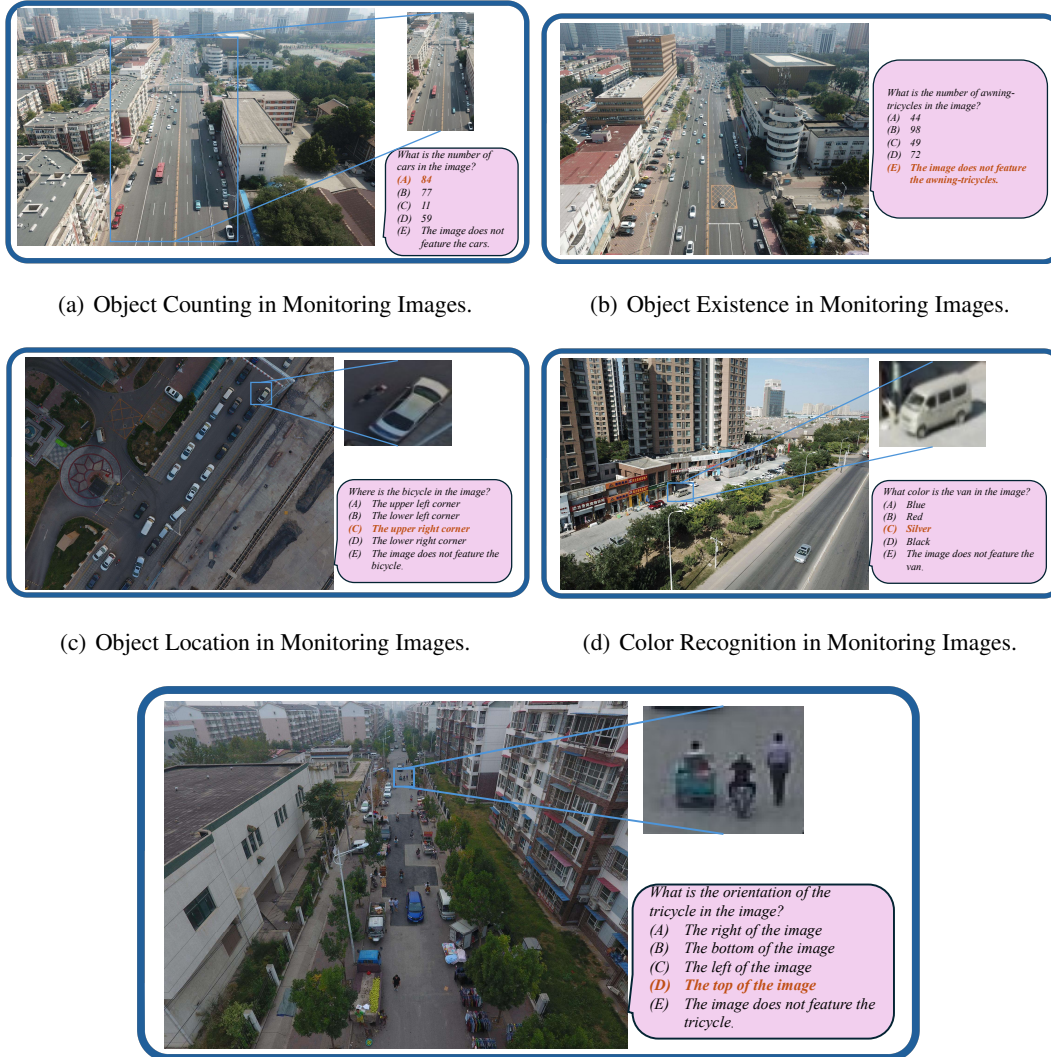 What is the number of
cars in the image?
(A) 84
(B) 77
(C) 11
(D) 59
(E) The image does not
feature the cars.
What is the number of awning-
tricycles in the image?
(A) 44
(B) 98
(C) 49
(D) 72
(E) The image does not feature
the awning-tricycles.
(a) Object Counting in Monitoring Images.
(b) Object Existence in Monitoring Images.
Where is the bicycle in the image?
(A) The upper left corner
(B) The lower left corner
(C) The upper right corner
(D) The lower right corner
(E) The image does not feature the
bicycle.
What color is the van in the image?
(A) Blue
(B) Red
(C) Silver
(D) Black
(E) The image does not feature the
van.
(c) Object Location in Monitoring Images.
(d) Color Recognition in Monitoring Images.
What is the orientation of the
tricycle in the image?
(A) The right of the image
(B) The bottom of the image
(C) The left of the image
(D) The top of the image
(E) The image does not feature the
tricycle.